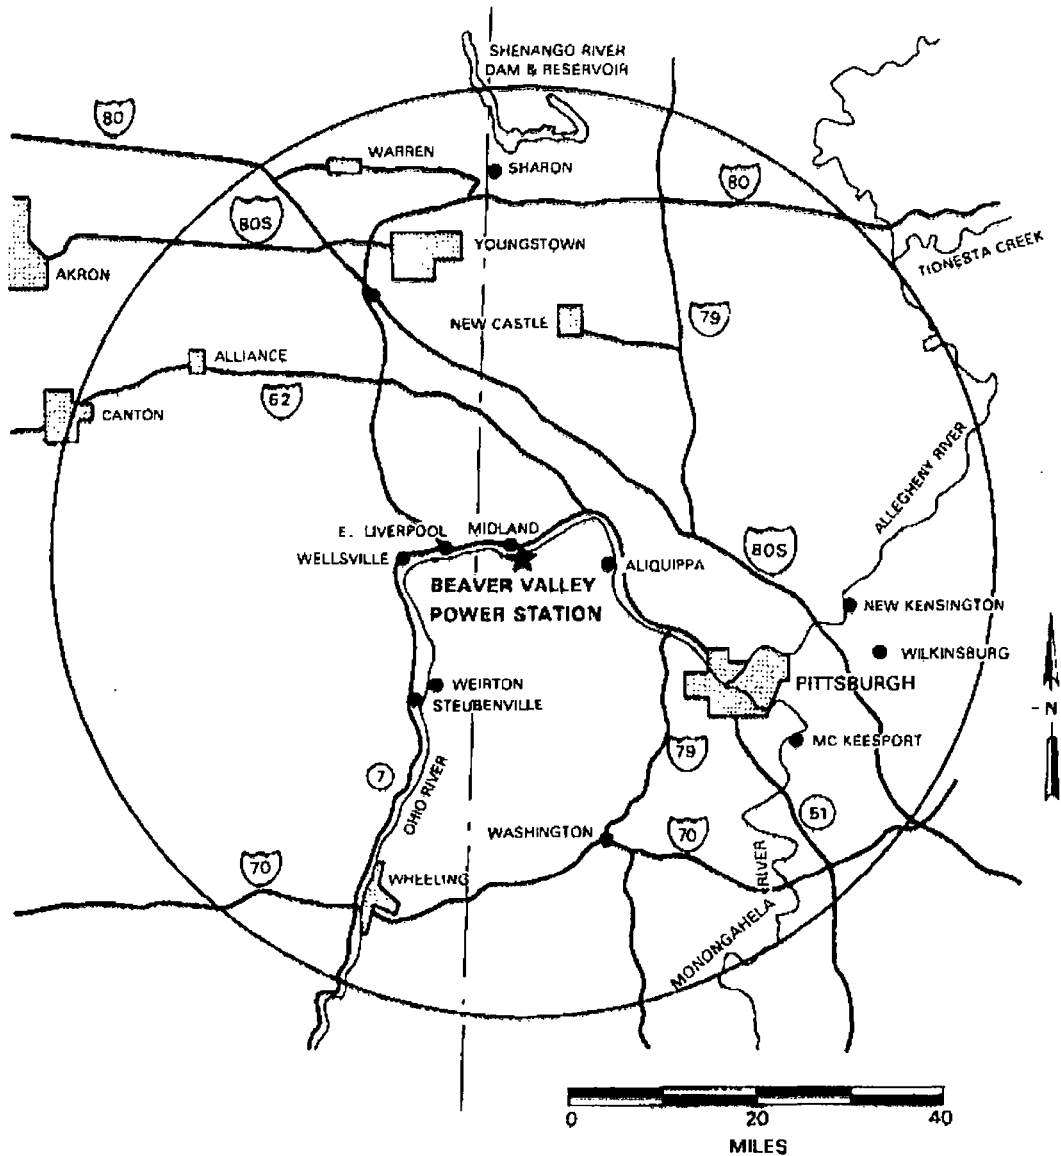 SHENANGO RIVER
DAM & RESERVOIR
80
WARREN
SHARON
80
80S
YOUNGSTOWN
TIONESTA CREEK
AKRON
NEW CASTLE
79
ALLIANCE
62
CANTON
ALLEGHENY RIVER
E. LIVERPOOL
MIDLAND
WELLSVILLE
ALIQUIPPA
80S
BEAVER VALLEY
POWER STATION
NEW KENSINGTON
WILKINSBURG
PITTSBURGH
WEIRTON
STEUBENVILLE
N
MC KEESPORT
79
7
OHIO RIVER
51
WASHINGTON
70
70
WHEELING
MONONGAHELA RIVER
0 20 40
MILES